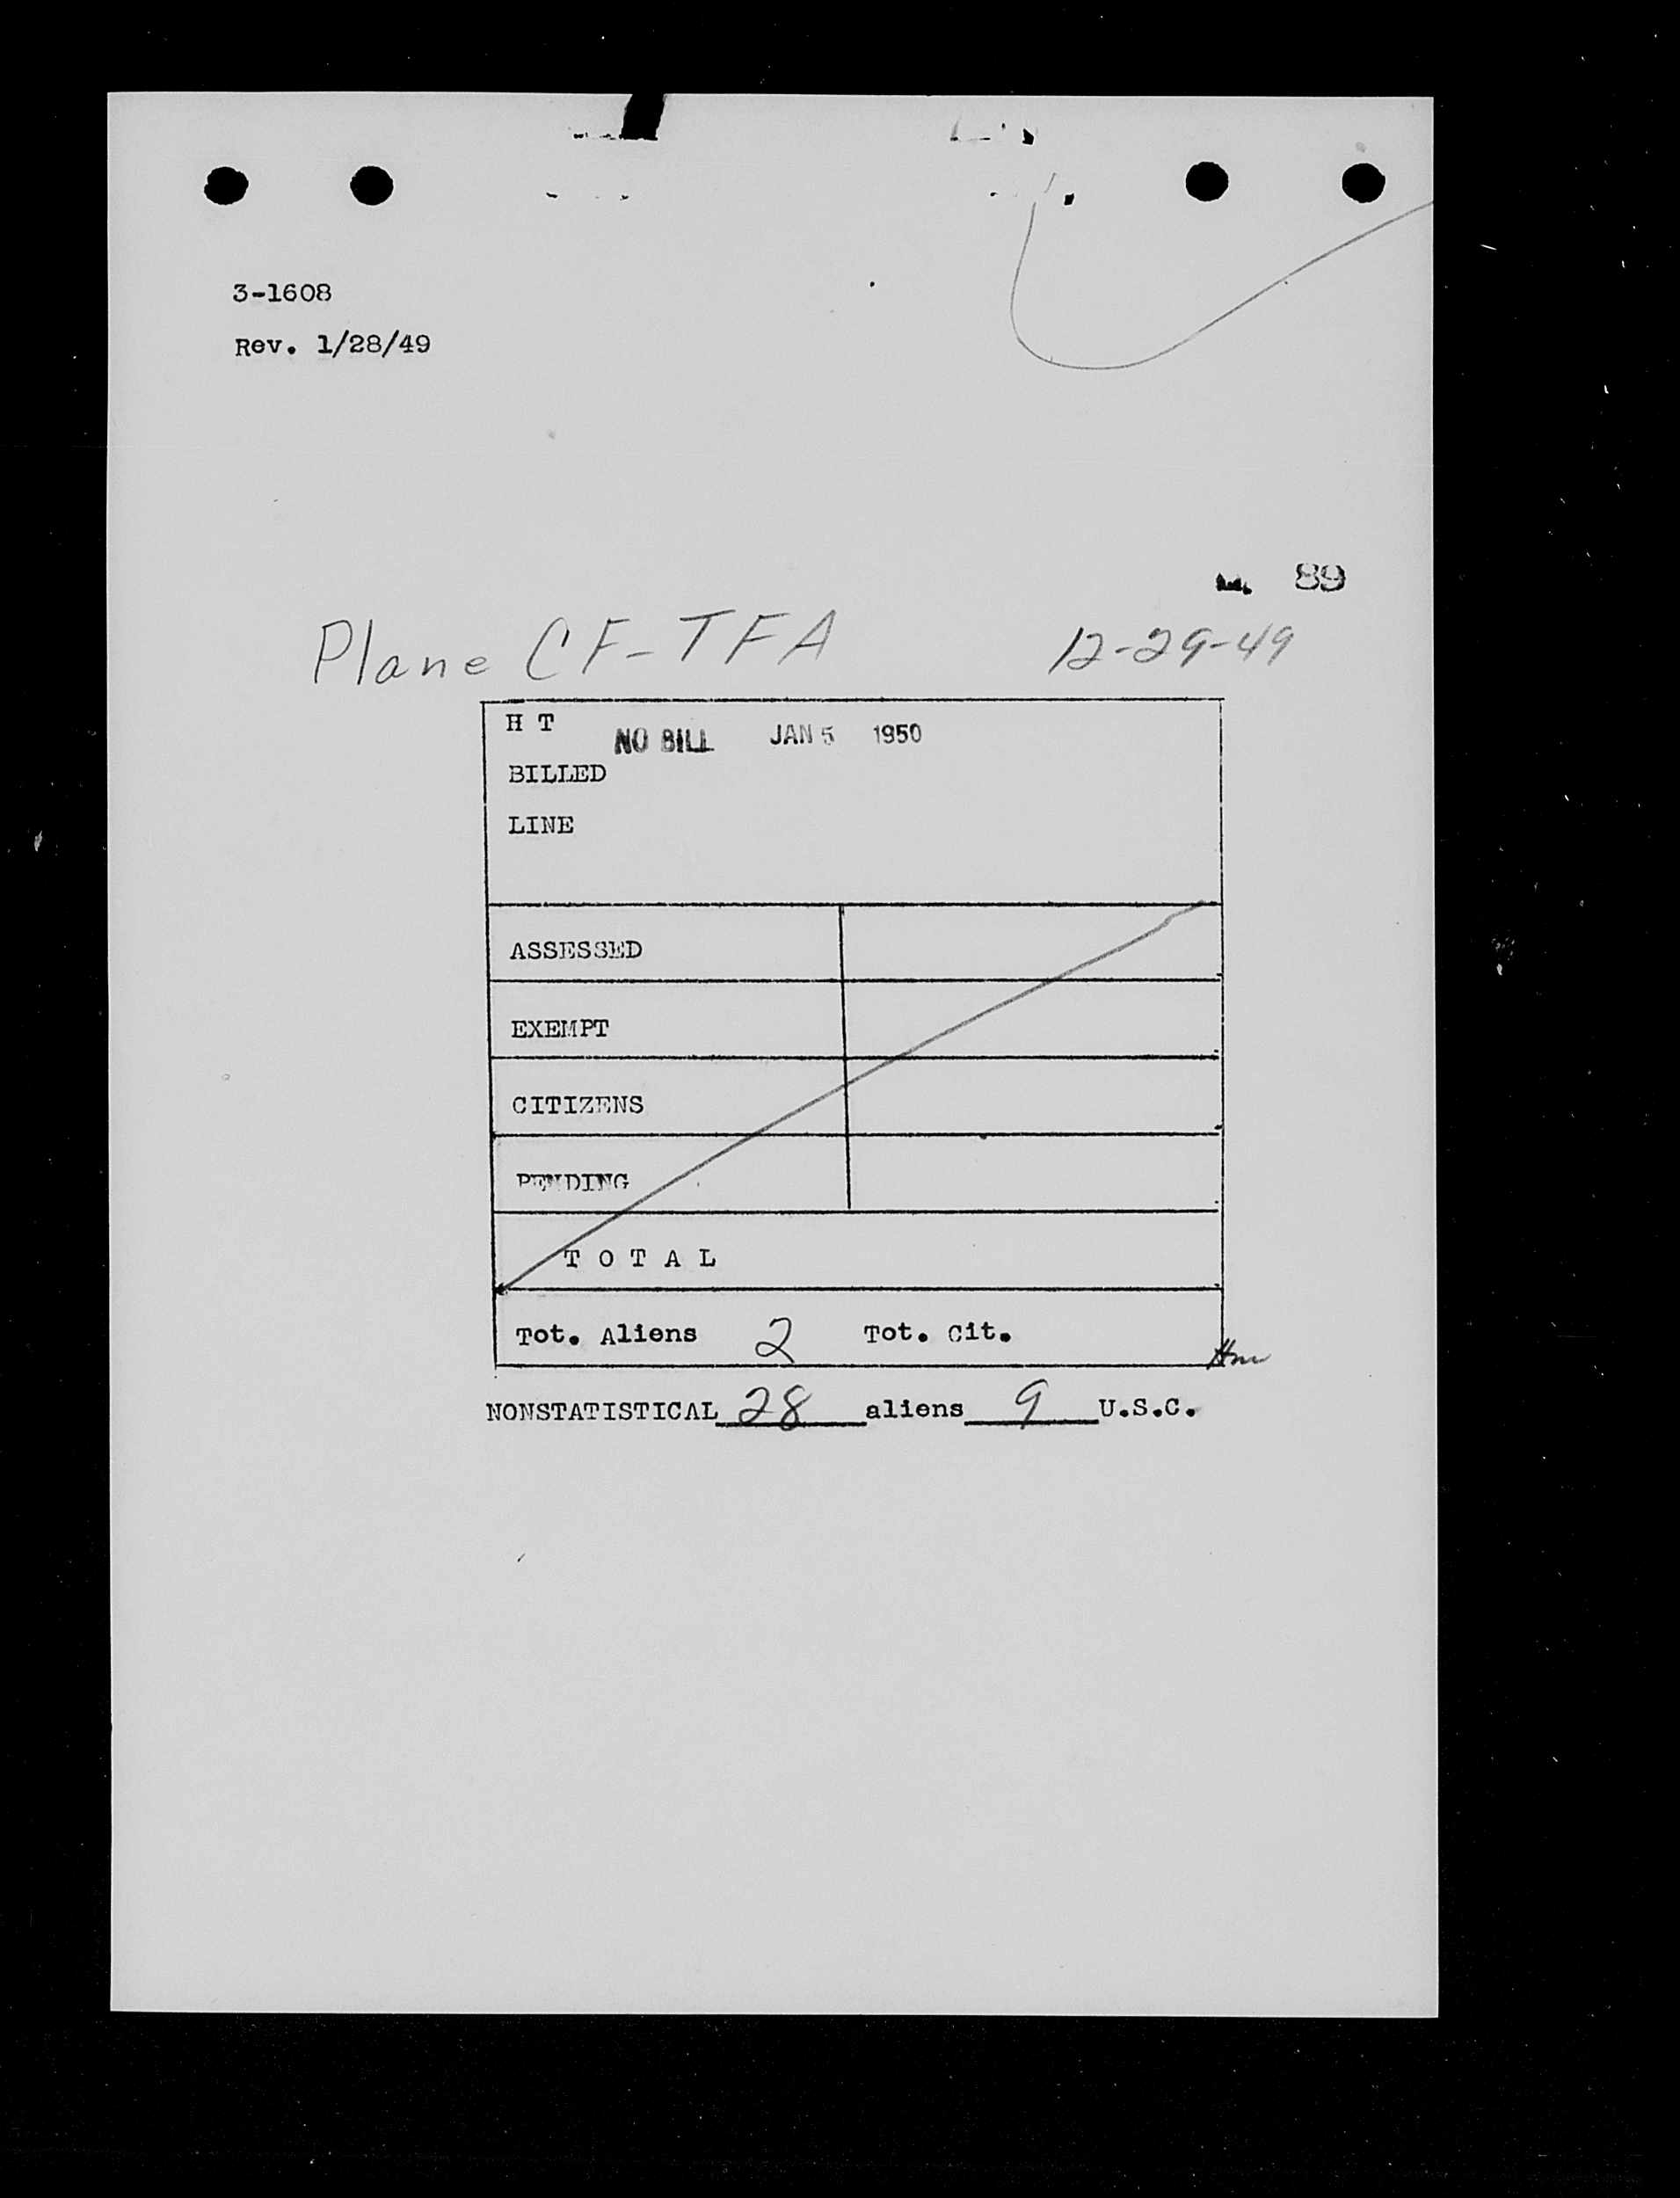 3-1608
Rev. 1/28/49
89
Plane CF-TFA 12-29-49
H T
NO BILL JAN 5 1950
BILLED
LINE
ASSESSED
EXEMPT
CITIZENS
PENDING
T O T A L
Tot. Aliens 2 Tot. Cit.
NONSTATISTICAL 28 aliens 9 U.S.C.